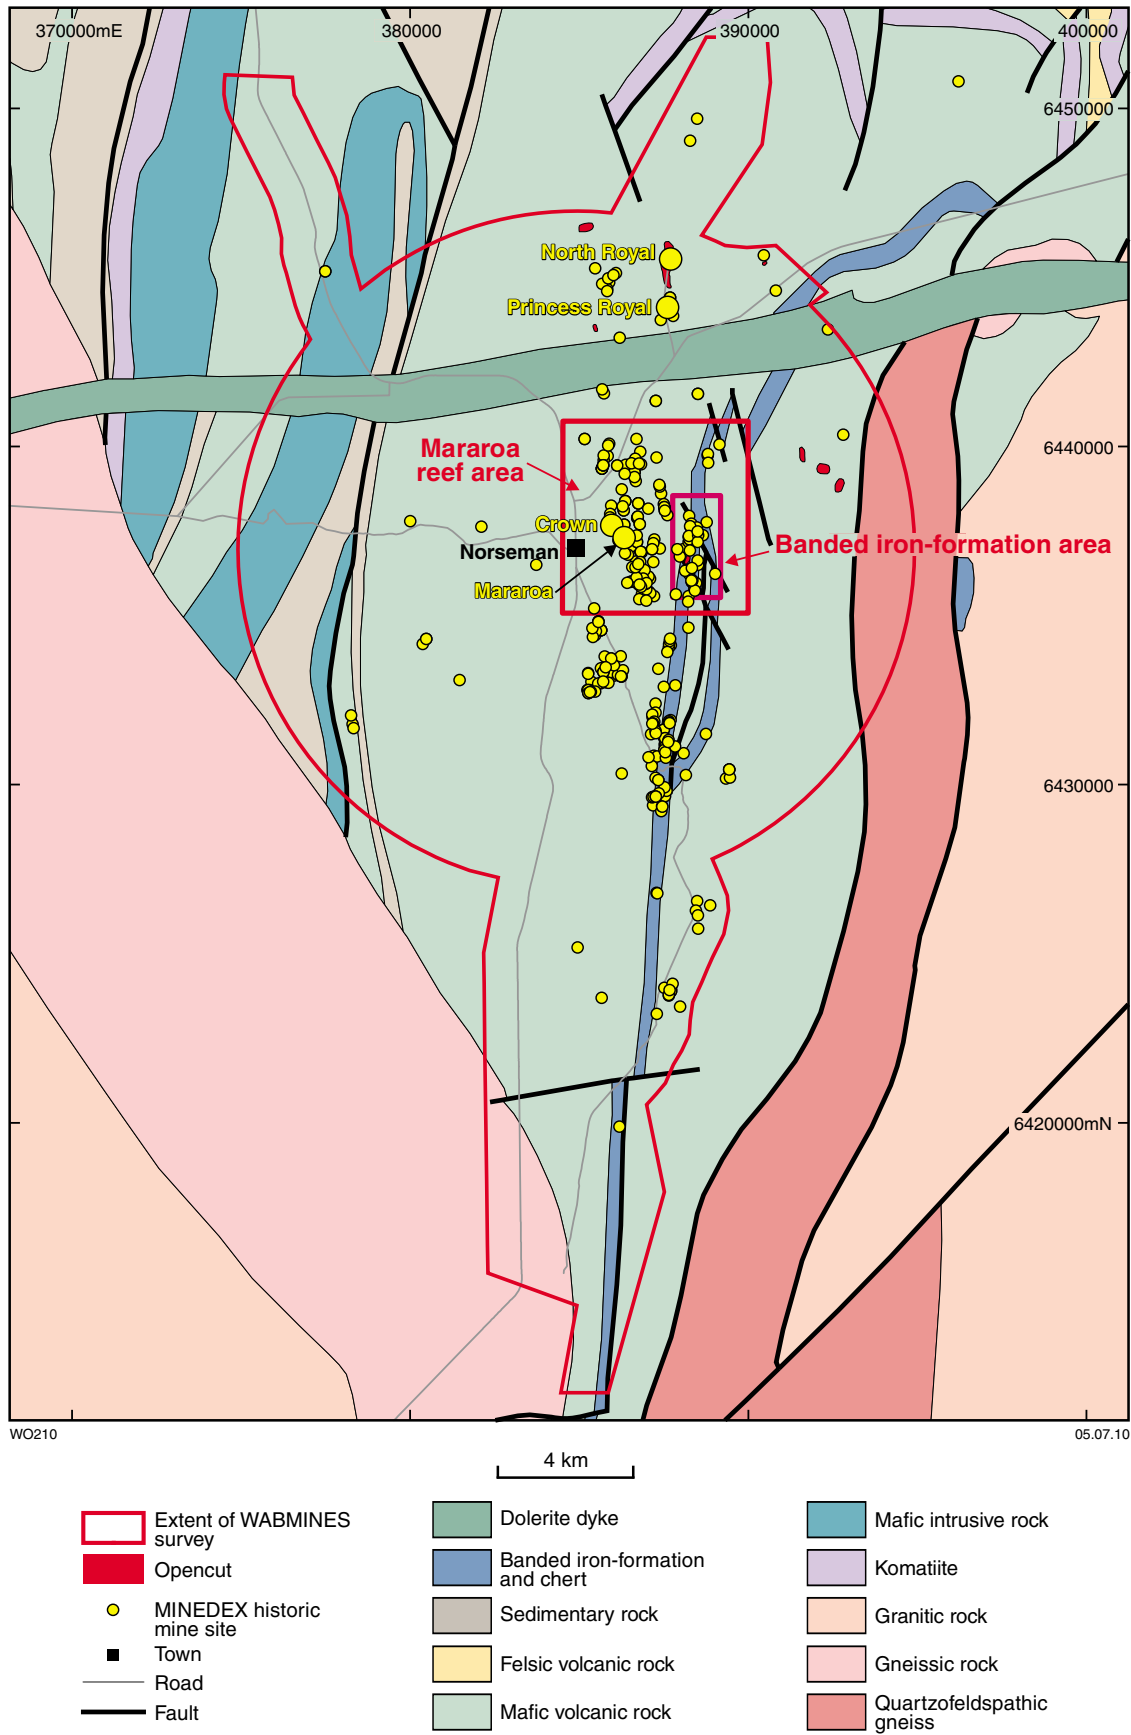 370000mE
380000
390000
400000
6450000
North Royal
Princess Royal
6440000
Mararoa
reef area
Crown
Norseman
Banded iron-formation area
Mararoa
6430000
6420000mN
WO210
05.07.10
4 km
Extent of WABMINES
survey
Opencut
MINEDEX historic
mine site
Town
Road
Fault
Dolerite dyke
Banded iron-formation
and chert
Sedimentary rock
Felsic volcanic rock
Mafic volcanic rock
Mafic intrusive rock
Komatiite
Granitic rock
Gneissic rock
Quartzofeldspathic
gneiss